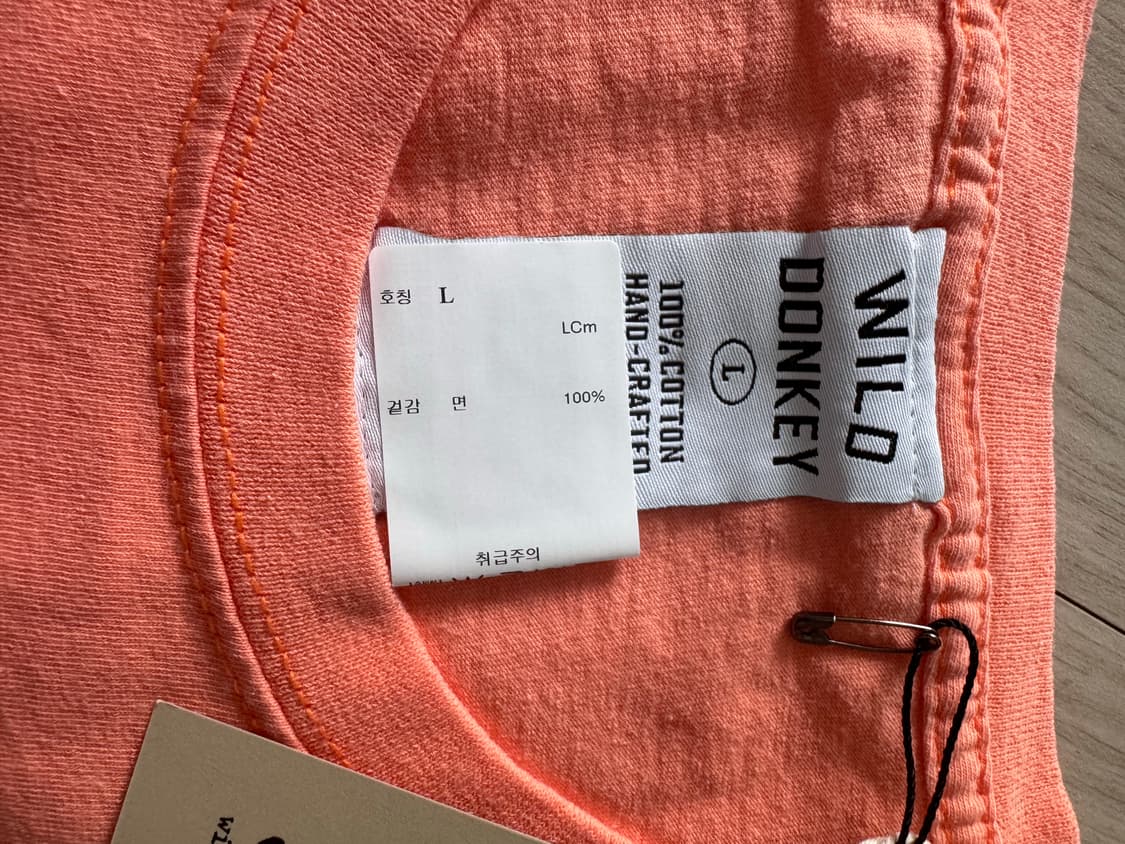 호칭 L
LCm
겉감 면 100%
취급주의
WILD
DONKEY
L
100% COTTON
HAND-CRAFTED